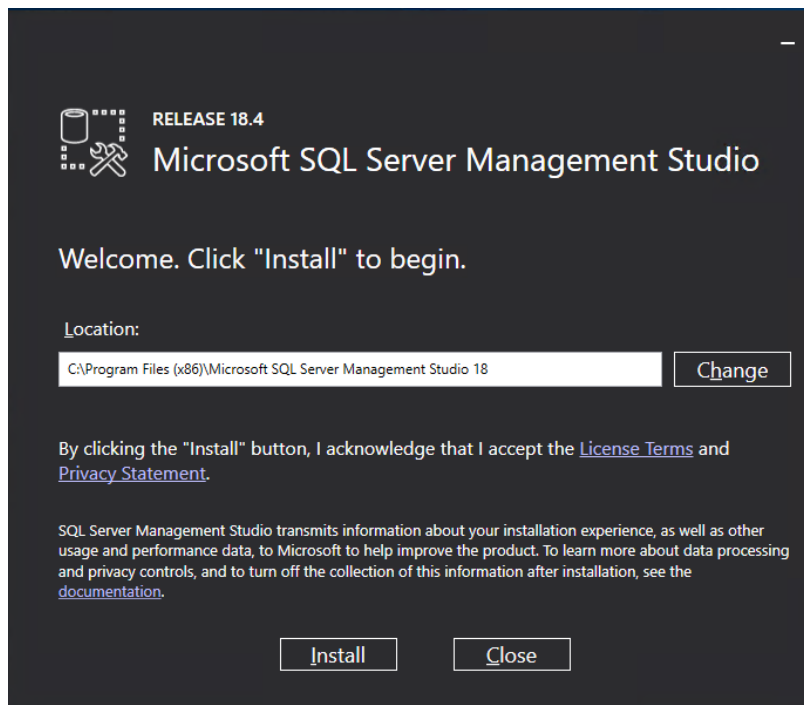 RELEASE 18.4
Microsoft SQL Server Management Studio
Welcome. Click "Install" to begin.
Location:
C:\Program Files (x86)\Microsoft SQL Server Management Studio 18
Change
By clicking the "Install" button, I acknowledge that I accept the License Terms and
Privacy Statement.
SQL Server Management Studio transmits information about your installation experience, as well as other
usage and performance data, to Microsoft to help improve the product. To learn more about data processing
and privacy controls, and to turn off the collection of this information after installation, see the
documentation.
Install
Close